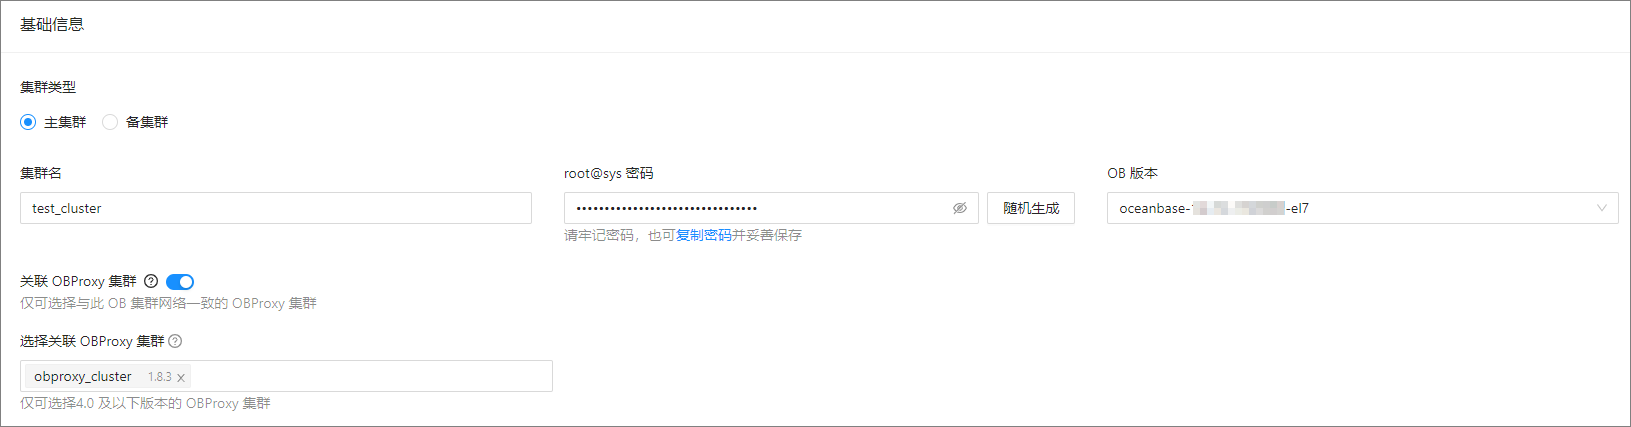 基础信息
集群类型
主集群 备集群
集群名 root@sys 密码 OB 版本
test_cluster •••••••••••••••••••••••••••••••• 随机生成 oceanbase- -el7
请牢记密码，也可复制密码并妥善保存
关联 OBProxy 集群 ?
仅可选择与此 OB 集群网络一致的 OBProxy 集群
选择关联 OBProxy 集群 ?
obproxy_cluster 1.8.3 x
仅可选择4.0 及以下版本的 OBProxy 集群